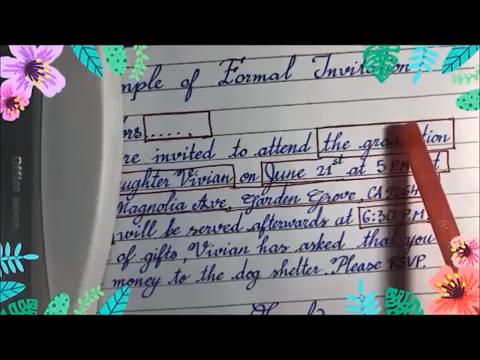 mple of Formal Invitation
rs.....,
re invited to attend the graduation
ughter Vivian on June 21st at 5 P.M. at
Magnolia Ave, Garden Grove, CA 9264
will be served afterwards at 6:30 P.M.
of gifts, Vivian has asked that you
money to the dog shelter. Please RSVP.